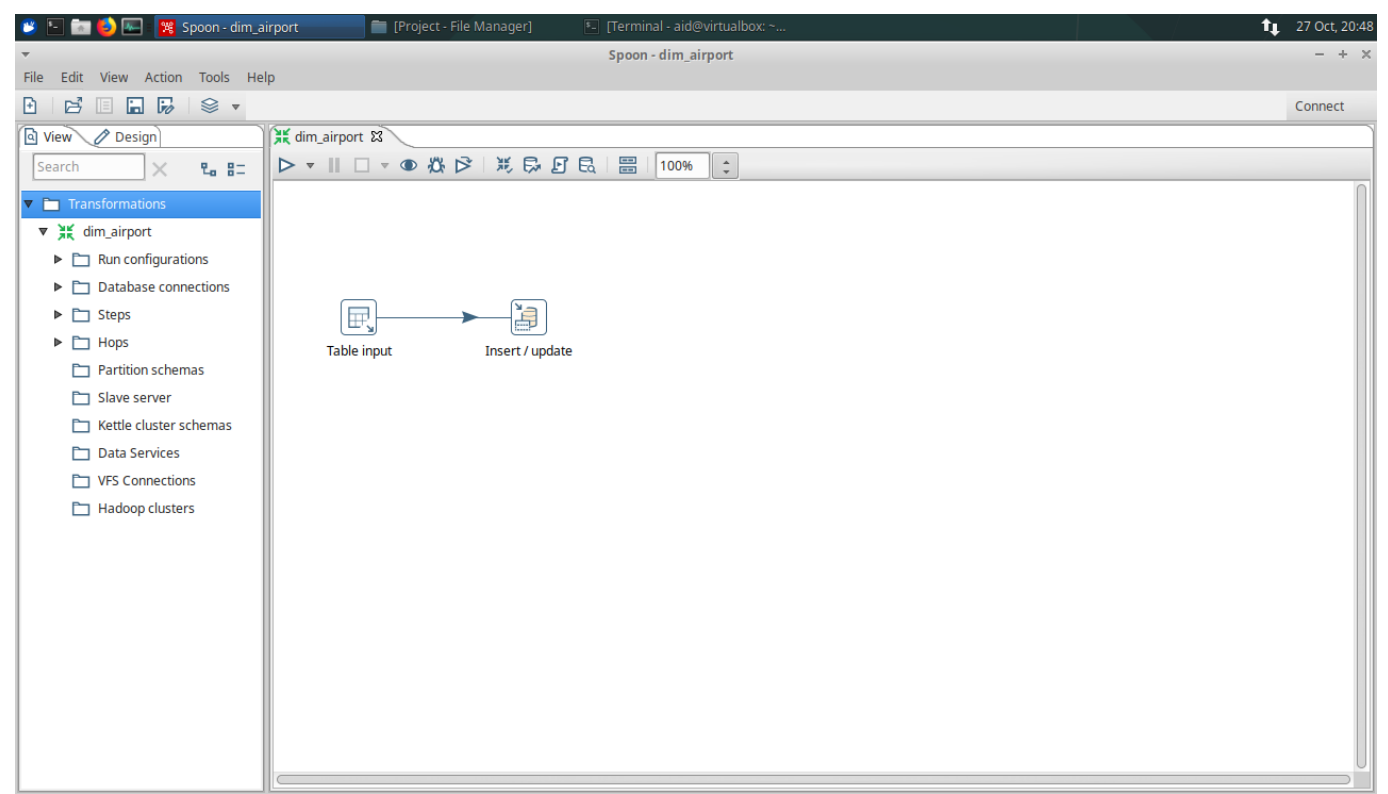 Spoon - dim_airport
[Project - File Manager]
[Terminal - aid@virtualbox: ~...
27 Oct, 20:48
Spoon - dim_airport
File Edit View Action Tools Help
Connect
View Design
dim_airport
Search
100%
Transformations
dim_airport
Run configurations
Database connections
Steps
Hops
Partition schemas
Slave server
Kettle cluster schemas
Data Services
VFS Connections
Hadoop clusters
Table input
Insert / update